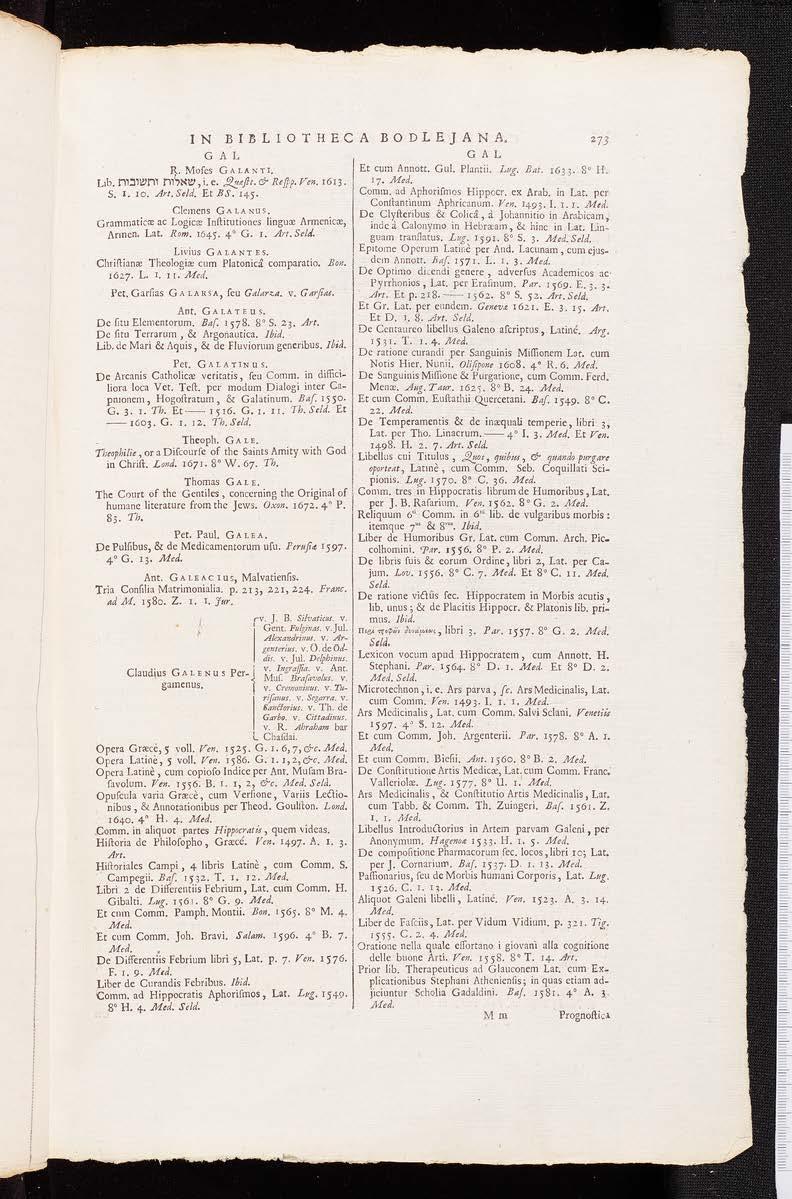 IN BIBLIOTHECA BODLEJANA. 273
GAL
R. Moses GALANTI.
Lib. שאלות ותשובות, i. e. Quæst. & Resp. Ven. 1613.
S. 1. 10. Art. Seld. Et BS. 145.
Clemens GALANUS.
Grammaticæ ac Logicæ Institutiones linguæ Armenicæ,
Armen. Lat. Rom. 1645. 4° G. 1. Art. Seld.
Livius GALANTES.
Christianæ Theologiæ cum Platonicâ comparatio. Bon.
1627. L. 1. 11. Med.
Pet. Garsias GALARSA, seu Galarza. v. Garsias.
Ant. GALATEUS.
De situ Elementorum. Bas. 1578. 8° S. 23. Art.
De situ Terrarum, & Argonautica. Ibid.
Lib. de Mari & Aquis, & de Fluviorum generibus. Ibid.
Pet. GALATINUS.
De Arcanis Catholicæ veritatis, seu Comm. in diffici-
liora loca Vet. Test. per modum Dialogi inter Ca-
pnionem, Hogostratum, & Galatinum. Bas. 1550.
G. 3. 1. Th. Et —— 1516. G. 1. 11. Th. Seld. Et
—— 1603. G. 1. 12. Th. Seld.
Theoph. GALE.
Theophilie, or a Discourse of the Saints Amity with God
in Christ. Lond. 1671. 8° W. 67. Th.
Thomas GALE.
The Court of the Gentiles, concerning the Original of
humane literature from the Jews. Oxon. 1672. 4° P.
83. Th.
Pet. Paul. GALEA.
De Pulsibus, & de Medicamentorum usu. Perusiæ 1597.
4° G. 13. Med.
Ant. GALEACIUS, Malvatiensis.
Tria Consilia Matrimonialia. p. 213, 221, 224. Franc.
ad M. 1580. Z. 1. 1. Jur.
Claudius GALENUS Per-
gamenus.
v. J. B. Silvaticus. v.
Gent. Fulginas. v. Jul.
Alexandrinus. v. Ar-
genterius. v. O. de Od-
dis. v. Jul. Delphinus.
v. Ingrassia. v. Ant.
Mus. Brasavolus. v.
v. Cremoninus. v. Tu-
risanus. v. Segarra. v.
Sanctorius. v. Th. de
Garbo. v. Cittadinus.
v. R. Abraham bar
Chasdai.
Opera Græcè, 5 voll. Ven. 1525. G. 1. 6, 7, &c. Med.
Opera Latinè, 5 voll. Ven. 1586. G. 1. 1, 2, &c. Med.
Opera Latinè, cum copioso Indice per Ant. Musam Bra-
savolum. Ven. 1556. B. 1. 1, 2, &c. Med. Seld.
Opuscula varia Græcè, cum Versione, Variis Lectio-
nibus, & Annotationibus per Theod. Goulston. Lond.
1640. 4° H. 4. Med.
Comm. in aliquot partes Hippocratis, quem videas.
Historia de Philosopho, Græcé. Ven. 1497. A. 1. 3.
Art.
Historiales Campi, 4 libris Latinè, cum Comm. S.
Campegii. Bas. 1532. T. 1. 12. Med.
Libri 2 de Differentiis Febrium, Lat. cum Comm. H.
Gibalti. Lug. 1561. 8° G. 9. Med.
Et cum Comm. Pamph. Montii. Bon. 1565. 8° M. 4.
Med.
Et cum Comm. Joh. Bravi. Salam. 1596. 4° B. 7.
Med.
De Differentiis Febrium libri 5, Lat. p. 7. Ven. 1576.
F. 1. 9. Med.
Liber de Curandis Febribus. Ibid.
Comm. ad Hippocratis Aphorismos, Lat. Lug. 1549.
8° H. 4. Med. Seld.
GAL
Et cum Annott. Gul. Plantii. Lug. Bat. 1633. 8° H.
17. Med.
Comm. ad Aphorismos Hippocr. ex Arab. in Lat. per
Constantinum Aphricanum. Ven. 1493. I. 1. 1. Med.
De Clysteribus & Colicâ, à Johannitio in Arabicam,
inde à Calonymo in Hebræam, & hinc in Lat. Lin-
guam translatus. Lug. 1591. 8° S. 3. Med. Seld.
Epitome Operum Latinè per And. Lacunam, cum ejus-
dem Annott. Bas. 1571. L. 1. 3. Med.
De Optimo dicendi genere, adversus Academicos ac
Pyrrhonios, Lat. per Erasmum. Par. 1569. E. 3. 3.
Art. Et p. 218. —— 1562. 8° S. 52. Art. Seld.
Et Gr. Lat. per eundem. Genevæ 1621. E. 3. 15. Art.
Et D. 1. 8. Art. Seld.
De Centaureo libellus Galeno ascriptus, Latiné. Arg.
1531. T. 1. 4. Med.
De ratione curandi per Sanguinis Missionem Lat. cum
Notis Hier. Nunii. Olisipone 1608. 4° R. 6. Med.
De Sanguinis Missione & Purgatione, cum Comm. Ferd.
Menæ. Aug. Taur. 1625. 8° B. 24. Med.
Et cum Comm. Eustathii Quercetani. Bas. 1549. 8° C.
22. Med.
De Temperamentis & de inæquali temperie, libri 3,
Lat. per Tho. Linacrum. —— 4° I. 3. Med. Et Ven.
1498. H. 2. 7. Art. Seld.
Libellus cui Titulus, Quos, quibus, & quando purgare
oporteat, Latinè, cum Comm. Seb. Coquillati Sci-
pionis. Lug. 1570. 8° C. 36. Med.
Comm. tres in Hippocratis librum de Humoribus, Lat.
per J. B. Rasarium. Ven. 1562. 8° G. 2. Med.
Reliquum 6ti Comm. in 6ti lib. de vulgaribus morbis:
itemque 7us & 8vus. Ibid.
Liber de Humoribus Gr. Lat. cum Comm. Arch. Pic-
colhomini. Par. 1556. 8° P. 2. Med.
De libris suis & eorum Ordine, libri 2, Lat. per Ca-
jum. Lov. 1556. 8° C. 7. Med. Et 8° C. 11. Med.
Seld.
De ratione victûs sec. Hippocratem in Morbis acutis,
lib. unus; & de Placitis Hippocr. & Platonis lib. pri-
mus. Ibid.
Περὶ τροφῶν δυνάμεως, libri 3. Par. 1557. 8° G. 2. Med.
Seld.
Lexicon vocum apud Hippocratem, cum Annott. H.
Stephani. Par. 1564. 8° D. 1. Med. Et 8° D. 2.
Med. Seld.
Microtechnon, i. e. Ars parva, sc. Ars Medicinalis, Lat.
cum Comm. Ven. 1493. I. 1. 1. Med.
Ars Medicinalis, Lat. cum Comm. Salvi Sclani. Venetiis
1597. 4° S. 12. Med.
Et cum Comm. Joh. Argenterii. Par. 1578. 8° A. 1.
Med.
Et cum Comm. Biesii. Ant. 1560. 8° B. 2. Med.
De Constitutione Artis Medicæ, Lat. cum Comm. Franc.
Valleriolæ. Lug. 1577. 8° U. 1. Med.
Ars Medicinalis, & Constitutio Artis Medicinalis, Lat.
cum Tabb. & Comm. Th. Zuingeri. Bas. 1561. Z.
1. 1. Med.
Libellus Introductorius in Artem parvam Galeni, per
Anonymum. Hagenoæ 1533. H. 1. 5. Med.
De compositione Pharmacorum sec. locos, libri 10; Lat.
per J. Cornarium. Bas. 1537. D. 1. 13. Med.
Passionarius, seu de Morbis humani Corporis, Lat. Lug.
1526. C. 1. 13. Med.
Aliquot Galeni libelli, Latinè. Ven. 1523. A. 3. 14.
Med.
Liber de Fasciis, Lat. per Vidum Vidium. p. 321. Tig.
1555. C. 2. 4. Med.
Oratione nella quale essortano i giovani alla cognitione
delle buone Arti. Ven. 1558. 8° T. 14. Art.
Prior lib. Therapeuticus ad Glauconem Lat. cum Ex-
plicationibus Stephani Atheniensis; in quas etiam ad-
jiciuntur Scholia Gadaldini. Bas. 1581. 4° A. 3
Med.
M m Prognostica